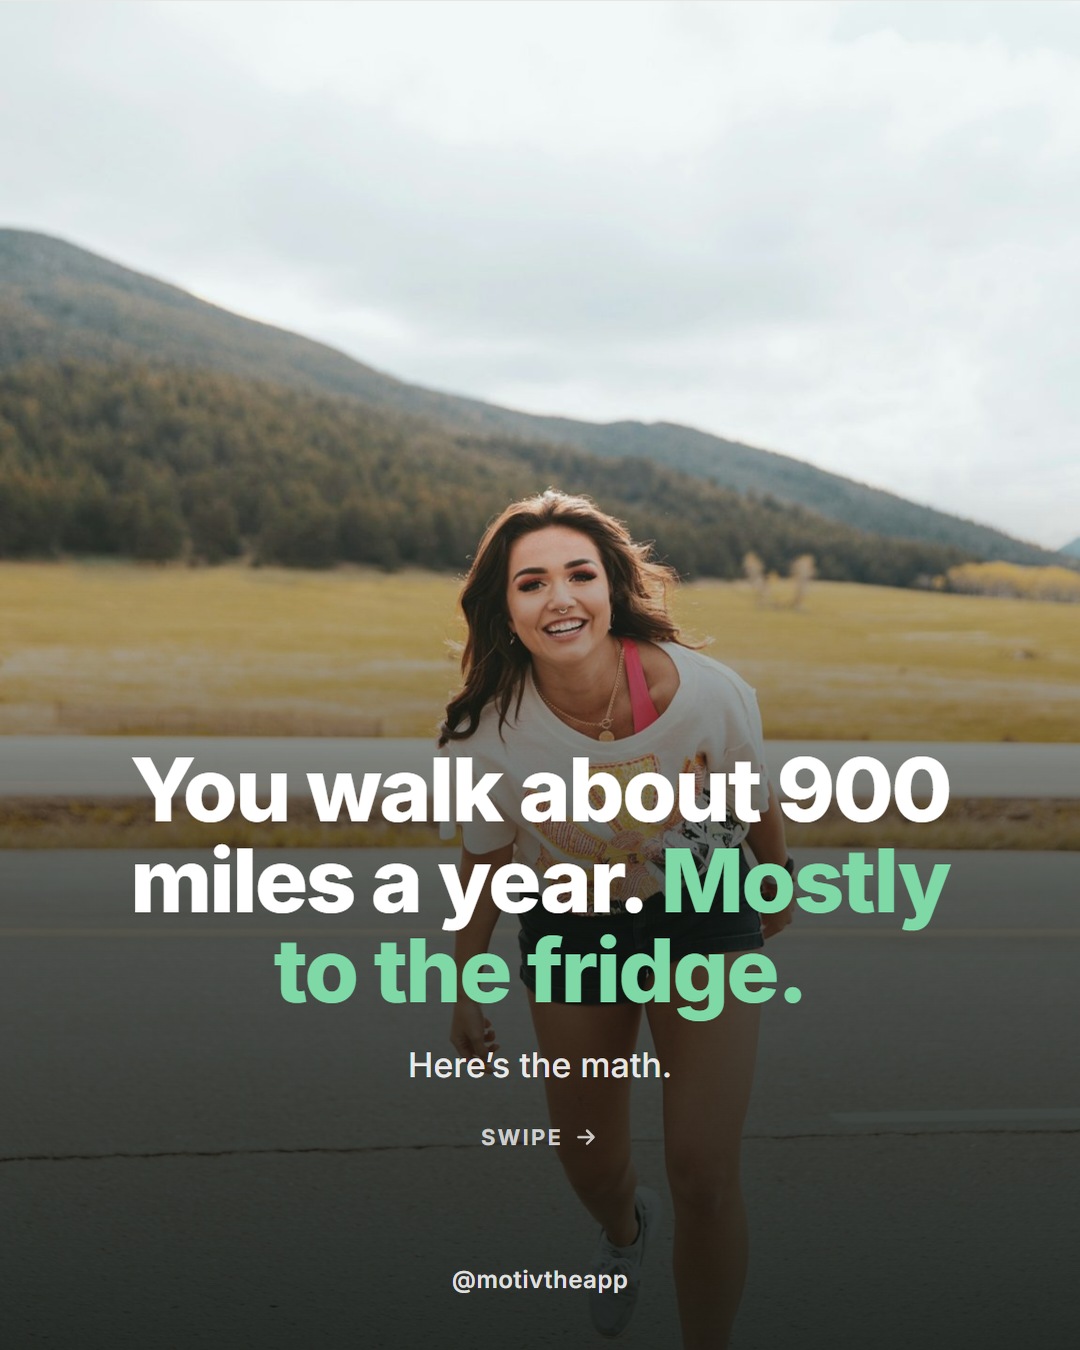 You walk about 900
miles a year. Mostly
to the fridge.
Here’s the math.
SWIPE →
@motivtheapp